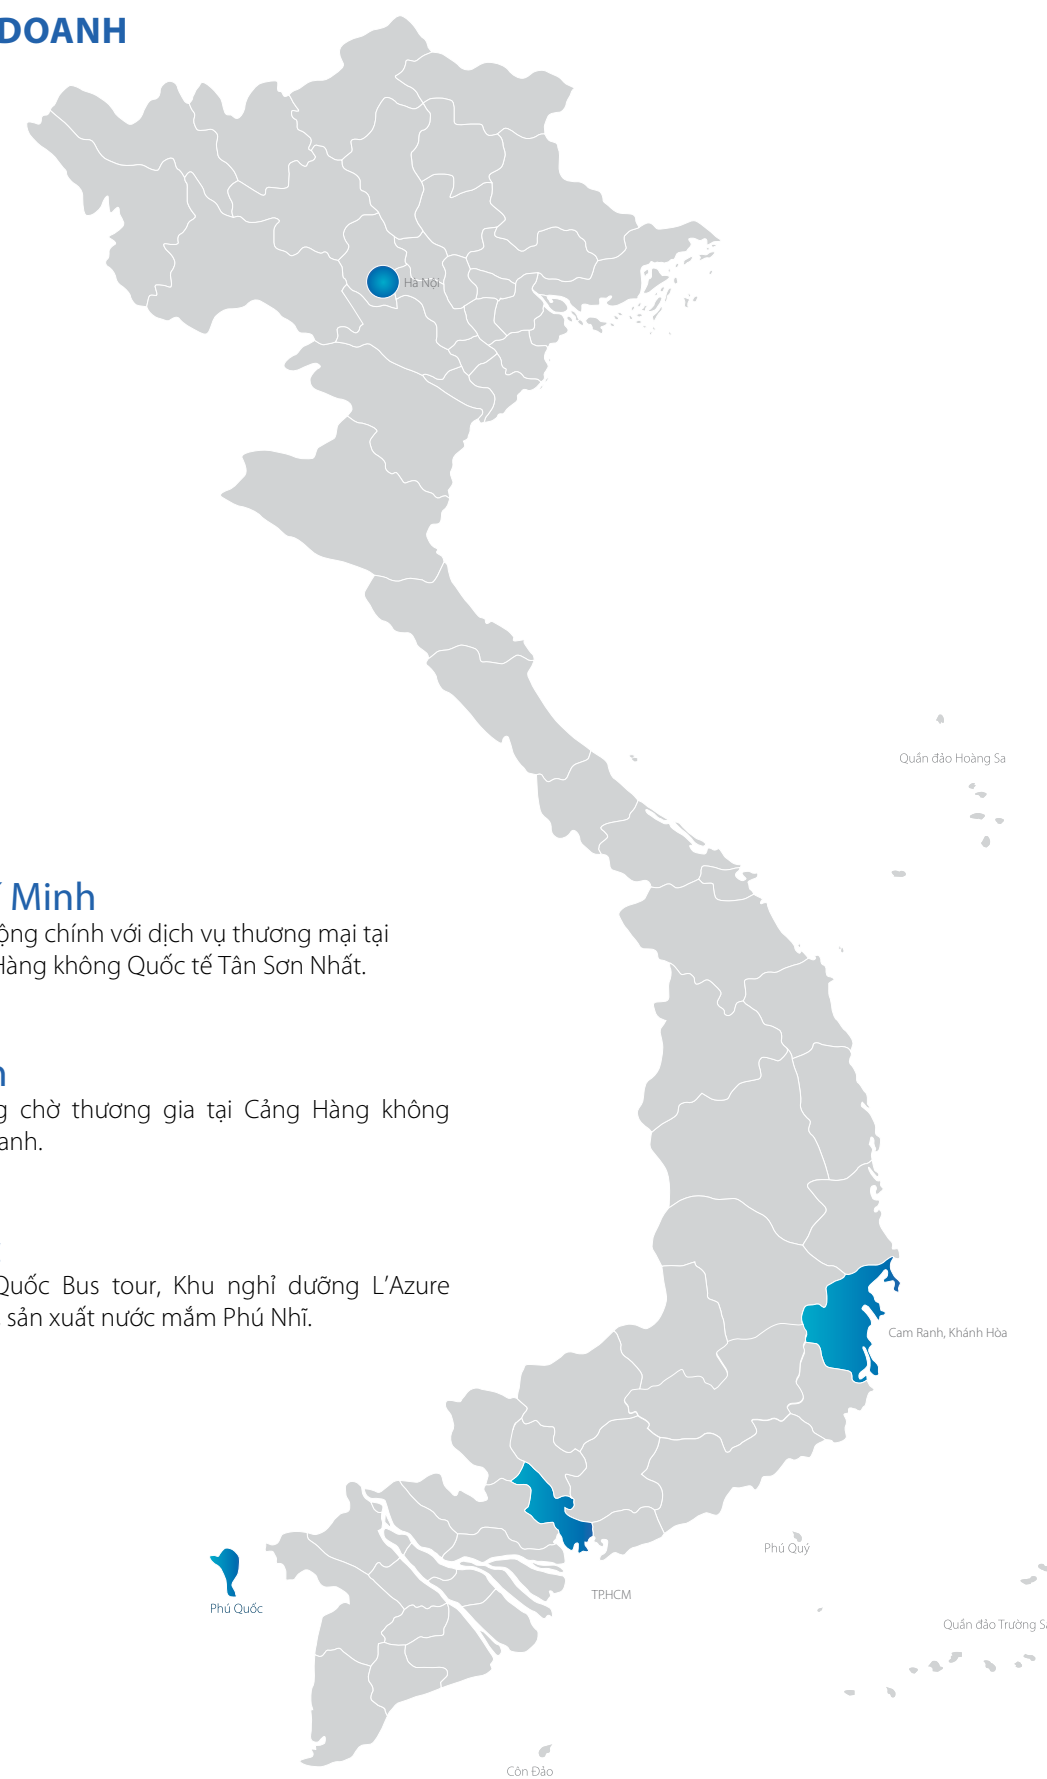 DOANH
Hà Nội
Quần đảo Hoàng Sa
Minh
ộng chính với dịch vụ thương mại tại
Hàng không Quốc tế Tân Sơn Nhất.
g chờ thương gia tại Cảng Hàng không
anh.
Quốc Bus tour, Khu nghỉ dưỡng L’Azure
sản xuất nước mắm Phú Nhĩ.
Cam Ranh, Khánh Hòa
Phú Quý
TP.HCM
Phú Quốc
Quần đảo Trường Sa
Côn Đảo